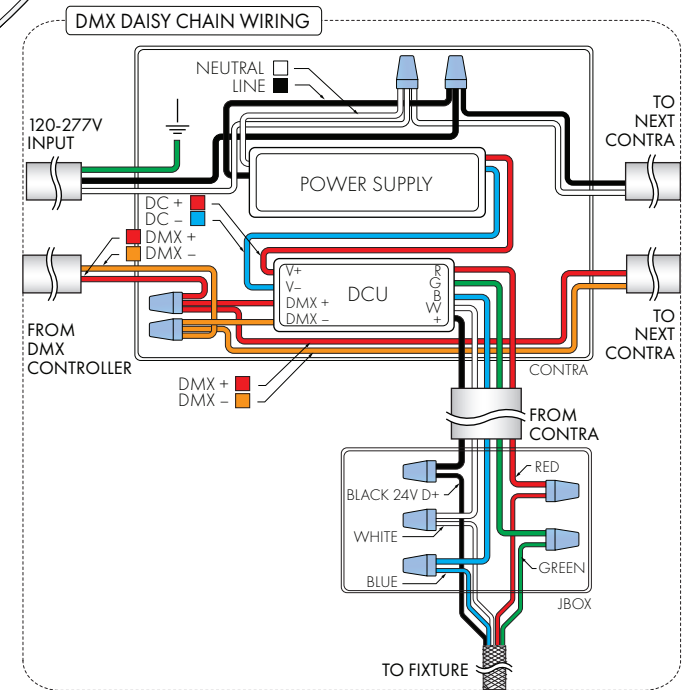 DMX DAISY CHAIN WIRING
NEUTRAL
LINE
120-277V
INPUT
TO
NEXT
CONTRA
POWER SUPPLY
DC +
DC –
DMX +
DMX –
V+
V–
DMX +
DMX –
DCU
R
G
B
W
+
FROM
DMX
CONTROLLER
TO
NEXT
CONTRA
CONTRA
DMX +
DMX –
FROM
CONTRA
RED
BLACK 24V D+
WHITE
BLUE
GREEN
JBOX
TO FIXTURE